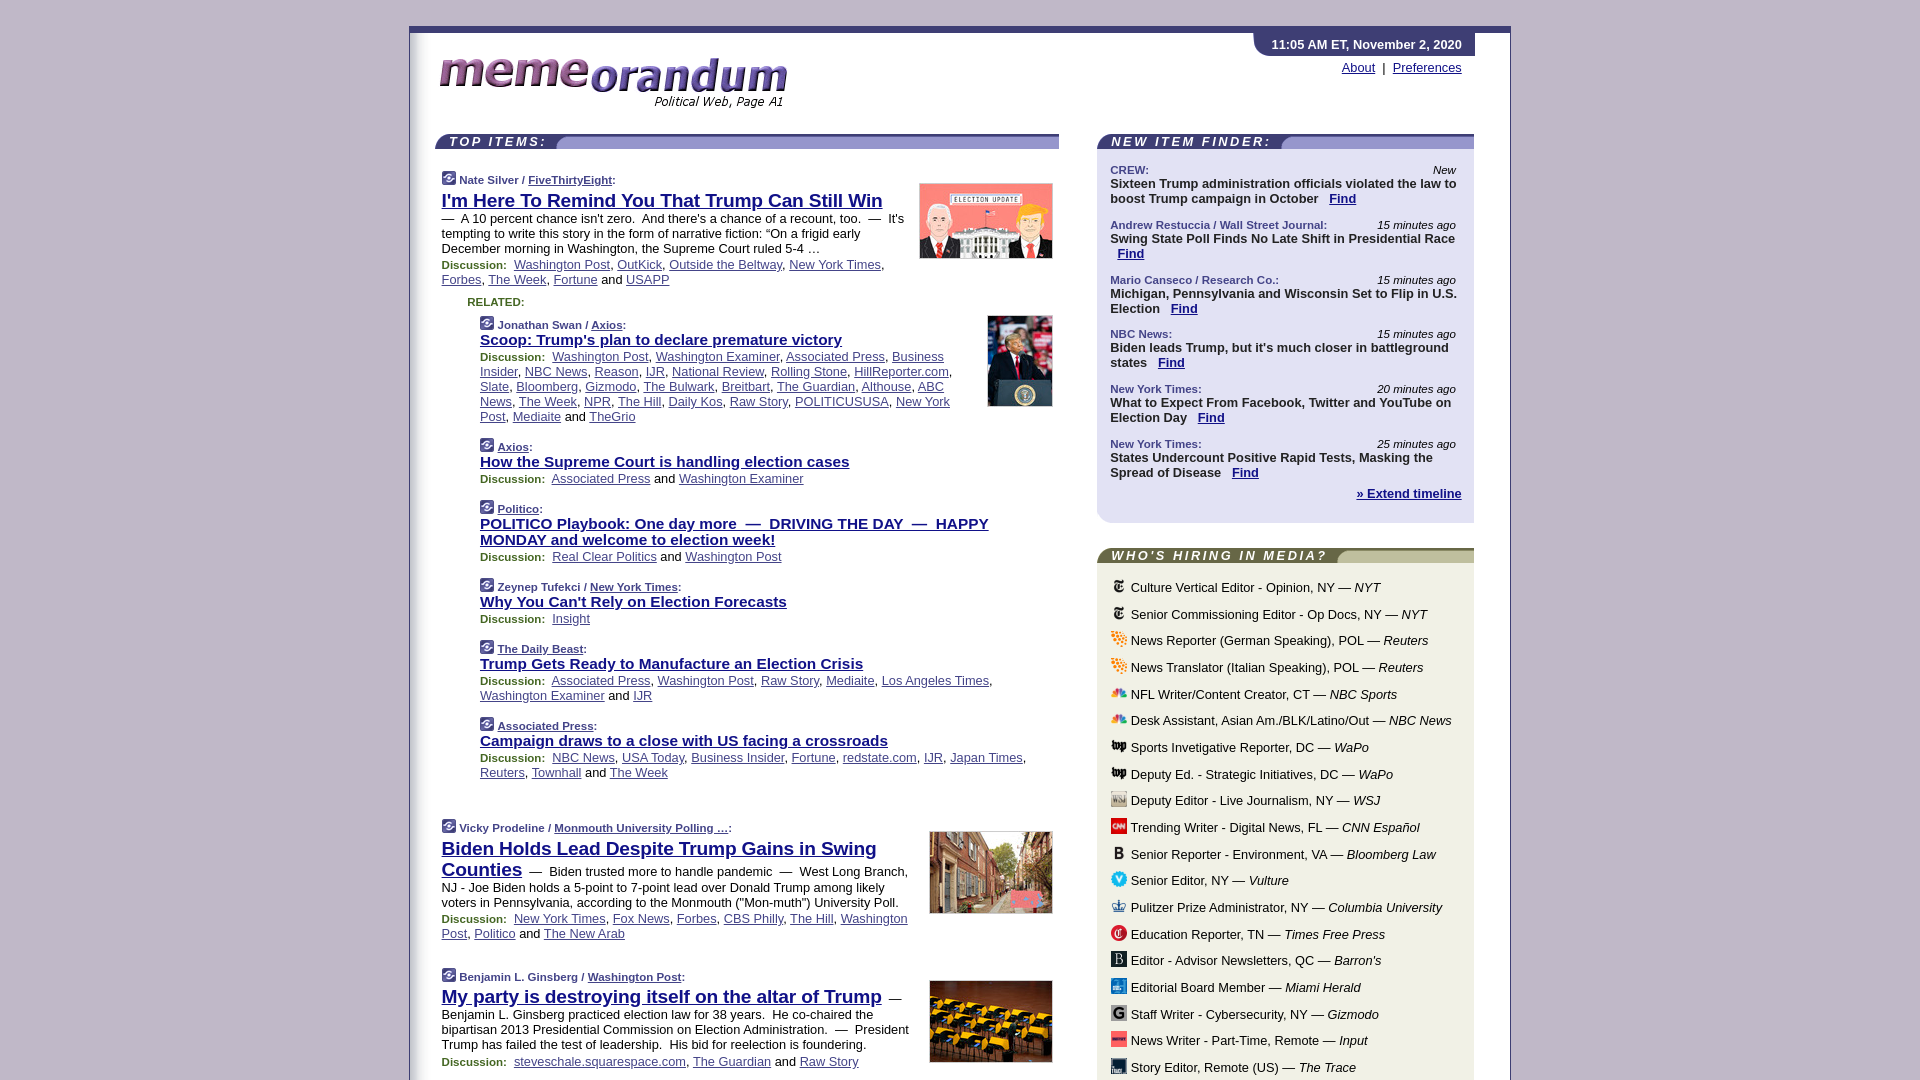 11:05 AM ET, November 2, 2020
About | Preferences
memeorandum
Political Web, Page A1
TOP ITEMS:
Nate Silver / FiveThirtyEight:
I'm Here To Remind You That Trump Can Still Win
— A 10 percent chance isn't zero. And there's a chance of a recount, too. — It's
tempting to write this story in the form of narrative fiction: “On a frigid early
December morning in Washington, the Supreme Court ruled 5-4 …
Discussion: Washington Post, OutKick, Outside the Beltway, New York Times,
Forbes, The Week, Fortune and USAPP
ELECTION UPDATE
RELATED:
Jonathan Swan / Axios:
Scoop: Trump's plan to declare premature victory
Discussion: Washington Post, Washington Examiner, Associated Press, Business
Insider, NBC News, Reason, IJR, National Review, Rolling Stone, HillReporter.com,
Slate, Bloomberg, Gizmodo, The Bulwark, Breitbart, The Guardian, Althouse, ABC
News, The Week, NPR, The Hill, Daily Kos, Raw Story, POLITICUSUSA, New York
Post, Mediaite and TheGrio
Axios:
How the Supreme Court is handling election cases
Discussion: Associated Press and Washington Examiner
Politico:
POLITICO Playbook: One day more — DRIVING THE DAY — HAPPY
MONDAY and welcome to election week!
Discussion: Real Clear Politics and Washington Post
Zeynep Tufekci / New York Times:
Why You Can't Rely on Election Forecasts
Discussion: Insight
The Daily Beast:
Trump Gets Ready to Manufacture an Election Crisis
Discussion: Associated Press, Washington Post, Raw Story, Mediaite, Los Angeles Times,
Washington Examiner and IJR
Associated Press:
Campaign draws to a close with US facing a crossroads
Discussion: NBC News, USA Today, Business Insider, Fortune, redstate.com, IJR, Japan Times,
Reuters, Townhall and The Week
Vicky Prodeline / Monmouth University Polling …:
Biden Holds Lead Despite Trump Gains in Swing
Counties — Biden trusted more to handle pandemic — West Long Branch,
NJ - Joe Biden holds a 5-point to 7-point lead over Donald Trump among likely
voters in Pennsylvania, according to the Monmouth ("Mon-muth") University Poll.
Discussion: New York Times, Fox News, Forbes, CBS Philly, The Hill, Washington
Post, Politico and The New Arab
Benjamin L. Ginsberg / Washington Post:
My party is destroying itself on the altar of Trump —
Benjamin L. Ginsberg practiced election law for 38 years. He co-chaired the
bipartisan 2013 Presidential Commission on Election Administration. — President
Trump has failed the test of leadership. His bid for reelection is foundering.
Discussion: steveschale.squarespace.com, The Guardian and Raw Story
NEW ITEM FINDER:
CREW: New
Sixteen Trump administration officials violated the law to
boost Trump campaign in October Find
Andrew Restuccia / Wall Street Journal: 15 minutes ago
Swing State Poll Finds No Late Shift in Presidential Race
Find
Mario Canseco / Research Co.: 15 minutes ago
Michigan, Pennsylvania and Wisconsin Set to Flip in U.S.
Election Find
NBC News: 15 minutes ago
Biden leads Trump, but it's much closer in battleground
states Find
New York Times: 20 minutes ago
What to Expect From Facebook, Twitter and YouTube on
Election Day Find
New York Times: 25 minutes ago
States Undercount Positive Rapid Tests, Masking the
Spread of Disease Find
» Extend timeline
WHO'S HIRING IN MEDIA?
Culture Vertical Editor - Opinion, NY — NYT
Senior Commissioning Editor - Op Docs, NY — NYT
News Reporter (German Speaking), POL — Reuters
News Translator (Italian Speaking), POL — Reuters
NFL Writer/Content Creator, CT — NBC Sports
Desk Assistant, Asian Am./BLK/Latino/Out — NBC News
Sports Invetigative Reporter, DC — WaPo
Deputy Ed. - Strategic Initiatives, DC — WaPo
Deputy Editor - Live Journalism, NY — WSJ
Trending Writer - Digital News, FL — CNN Español
Senior Reporter - Environment, VA — Bloomberg Law
Senior Editor, NY — Vulture
Pulitzer Prize Administrator, NY — Columbia University
Education Reporter, TN — Times Free Press
Editor - Advisor Newsletters, QC — Barron's
Editorial Board Member — Miami Herald
Staff Writer - Cybersecurity, NY — Gizmodo
News Writer - Part-Time, Remote — Input
Story Editor, Remote (US) — The Trace